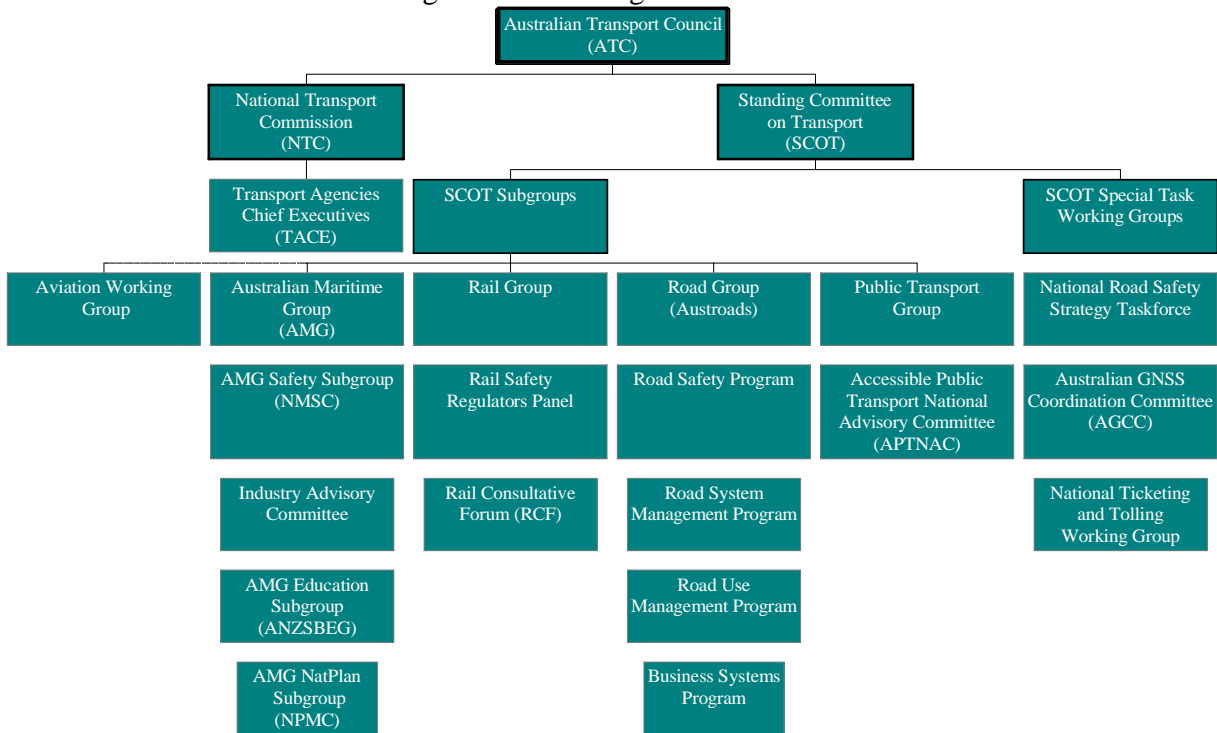 Australian Transport Council
(ATC)
National Transport
Commission
(NTC)
Standing Committee
on Transport
(SCOT)
Transport Agencies
Chief Executives
(TACE)
SCOT Subgroups
SCOT Special Task
Working Groups
Aviation Working
Group
Australian Maritime
Group
(AMG)
Rail Group
Road Group
(Austroads)
Public Transport
Group
National Road Safety
Strategy Taskforce
AMG Safety Subgroup
(NMSC)
Rail Safety
Regulators Panel
Road Safety Program
Accessible Public
Transport National
Advisory Committee
(APTNAC)
Australian GNSS
Coordination Committee
(AGCC)
Industry Advisory
Committee
Rail Consultative
Forum (RCF)
Road System
Management Program
National Ticketing
and Tolling
Working Group
AMG Education
Subgroup
(ANZSBEG)
Road Use
Management Program
AMG NatPlan
Subgroup
(NPMC)
Business Systems
Program